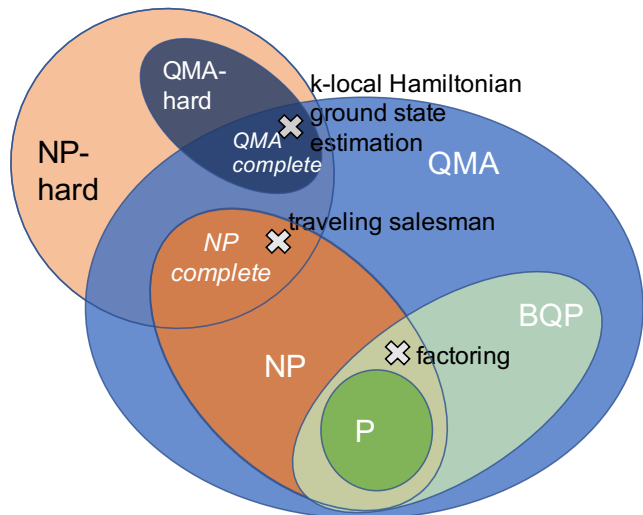 QMA-
hard
k-local Hamiltonian
ground state
estimation
QMA
complete
NP-
hard
QMA
traveling salesman
NP
complete
BQP
NP
factoring
P